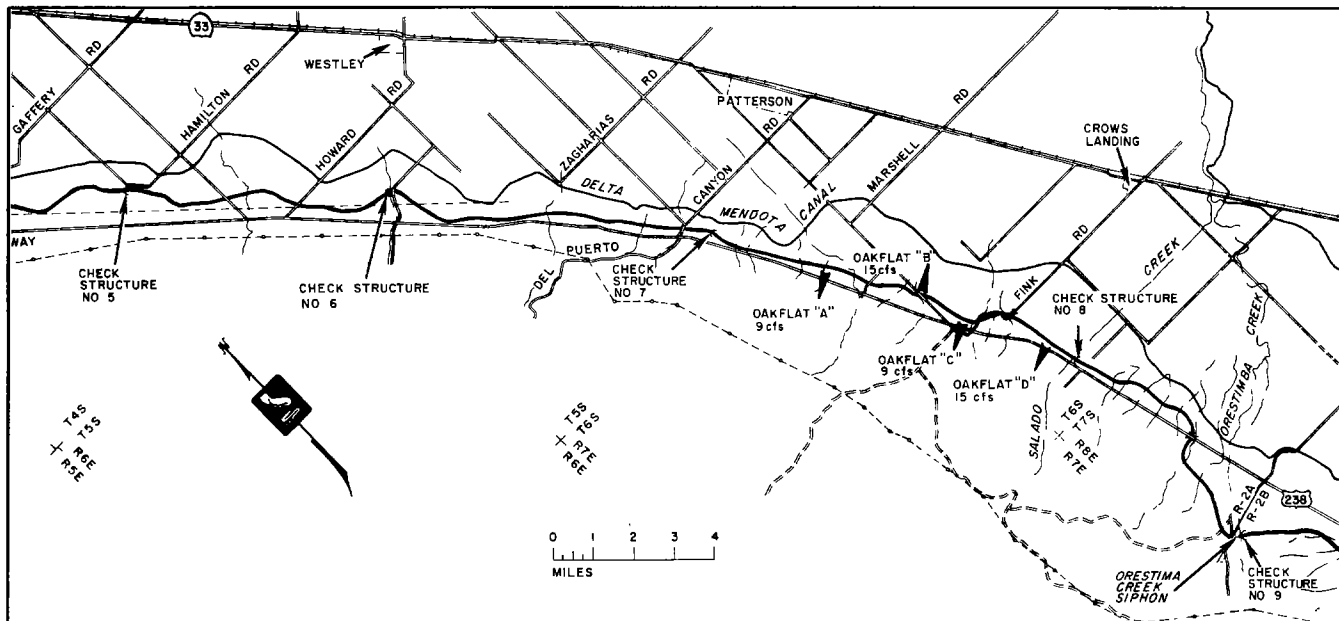 33
WESTLEY
GAFFERY RD
HAMILTON RD
HOWARD RD
ZAGHARIAS RD
PATTERSON
CANYON RD
MARSHELL RD
CROWS
LANDING
DELTA
MENDOTA
CANAL
WAY
CHECK
STRUCTURE
NO 5
CHECK STRUCTURE
NO 6
DEL
PUERTO
CHECK
STRUCTURE
NO 7
OAKFLAT "A"
9 cfs
OAKFLAT "B"
15 cfs
OAKFLAT "C"
9 cfs
OAKFLAT "D"
15 cfs
FINK RD
CHECK STRUCTURE
NO 8
CREEK
SALADO
ORESTIMBA CREEK
N
T4S
T5S
R6E
R5E
T5S
T6S
R7E
R6E
T6S
T7S
R8E
R7E
238
R-2A
R-2B
0 1 2 3 4
MILES
ORESTIMA
CREEK
SIPHON
CHECK
STRUCTURE
NO 9